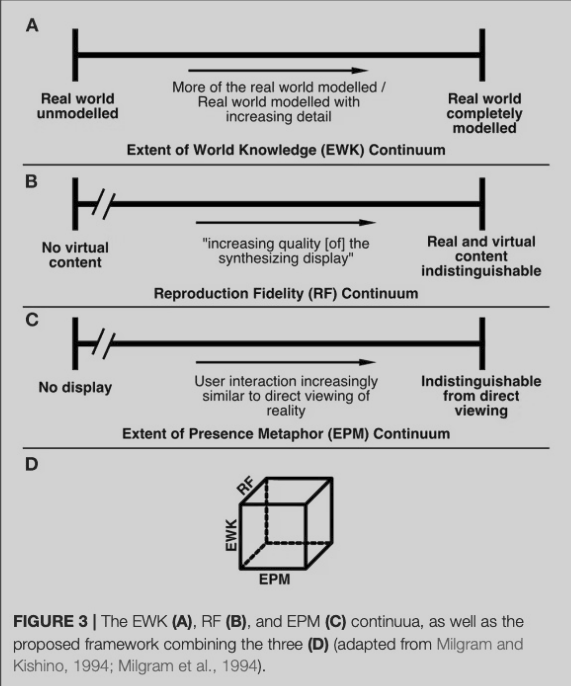 A
Real world
unmodelled
More of the real world modelled /
Real world modelled with
increasing detail
Real world
completely
modelled
Extent of World Knowledge (EWK) Continuum
B
No virtual
content
"increasing quality [of] the
synthesizing display"
Real and virtual
content
indistinguishable
Reproduction Fidelity (RF) Continuum
C
No display
User interaction increasingly
similar to direct viewing of
reality
Indistinguishable
from direct
viewing
Extent of Presence Metaphor (EPM) Continuum
D
RF
EWK
EPM
FIGURE 3 | The EWK (A), RF (B), and EPM (C) continuua, as well as the
proposed framework combining the three (D) (adapted from Milgram and
Kishino, 1994; Milgram et al., 1994).